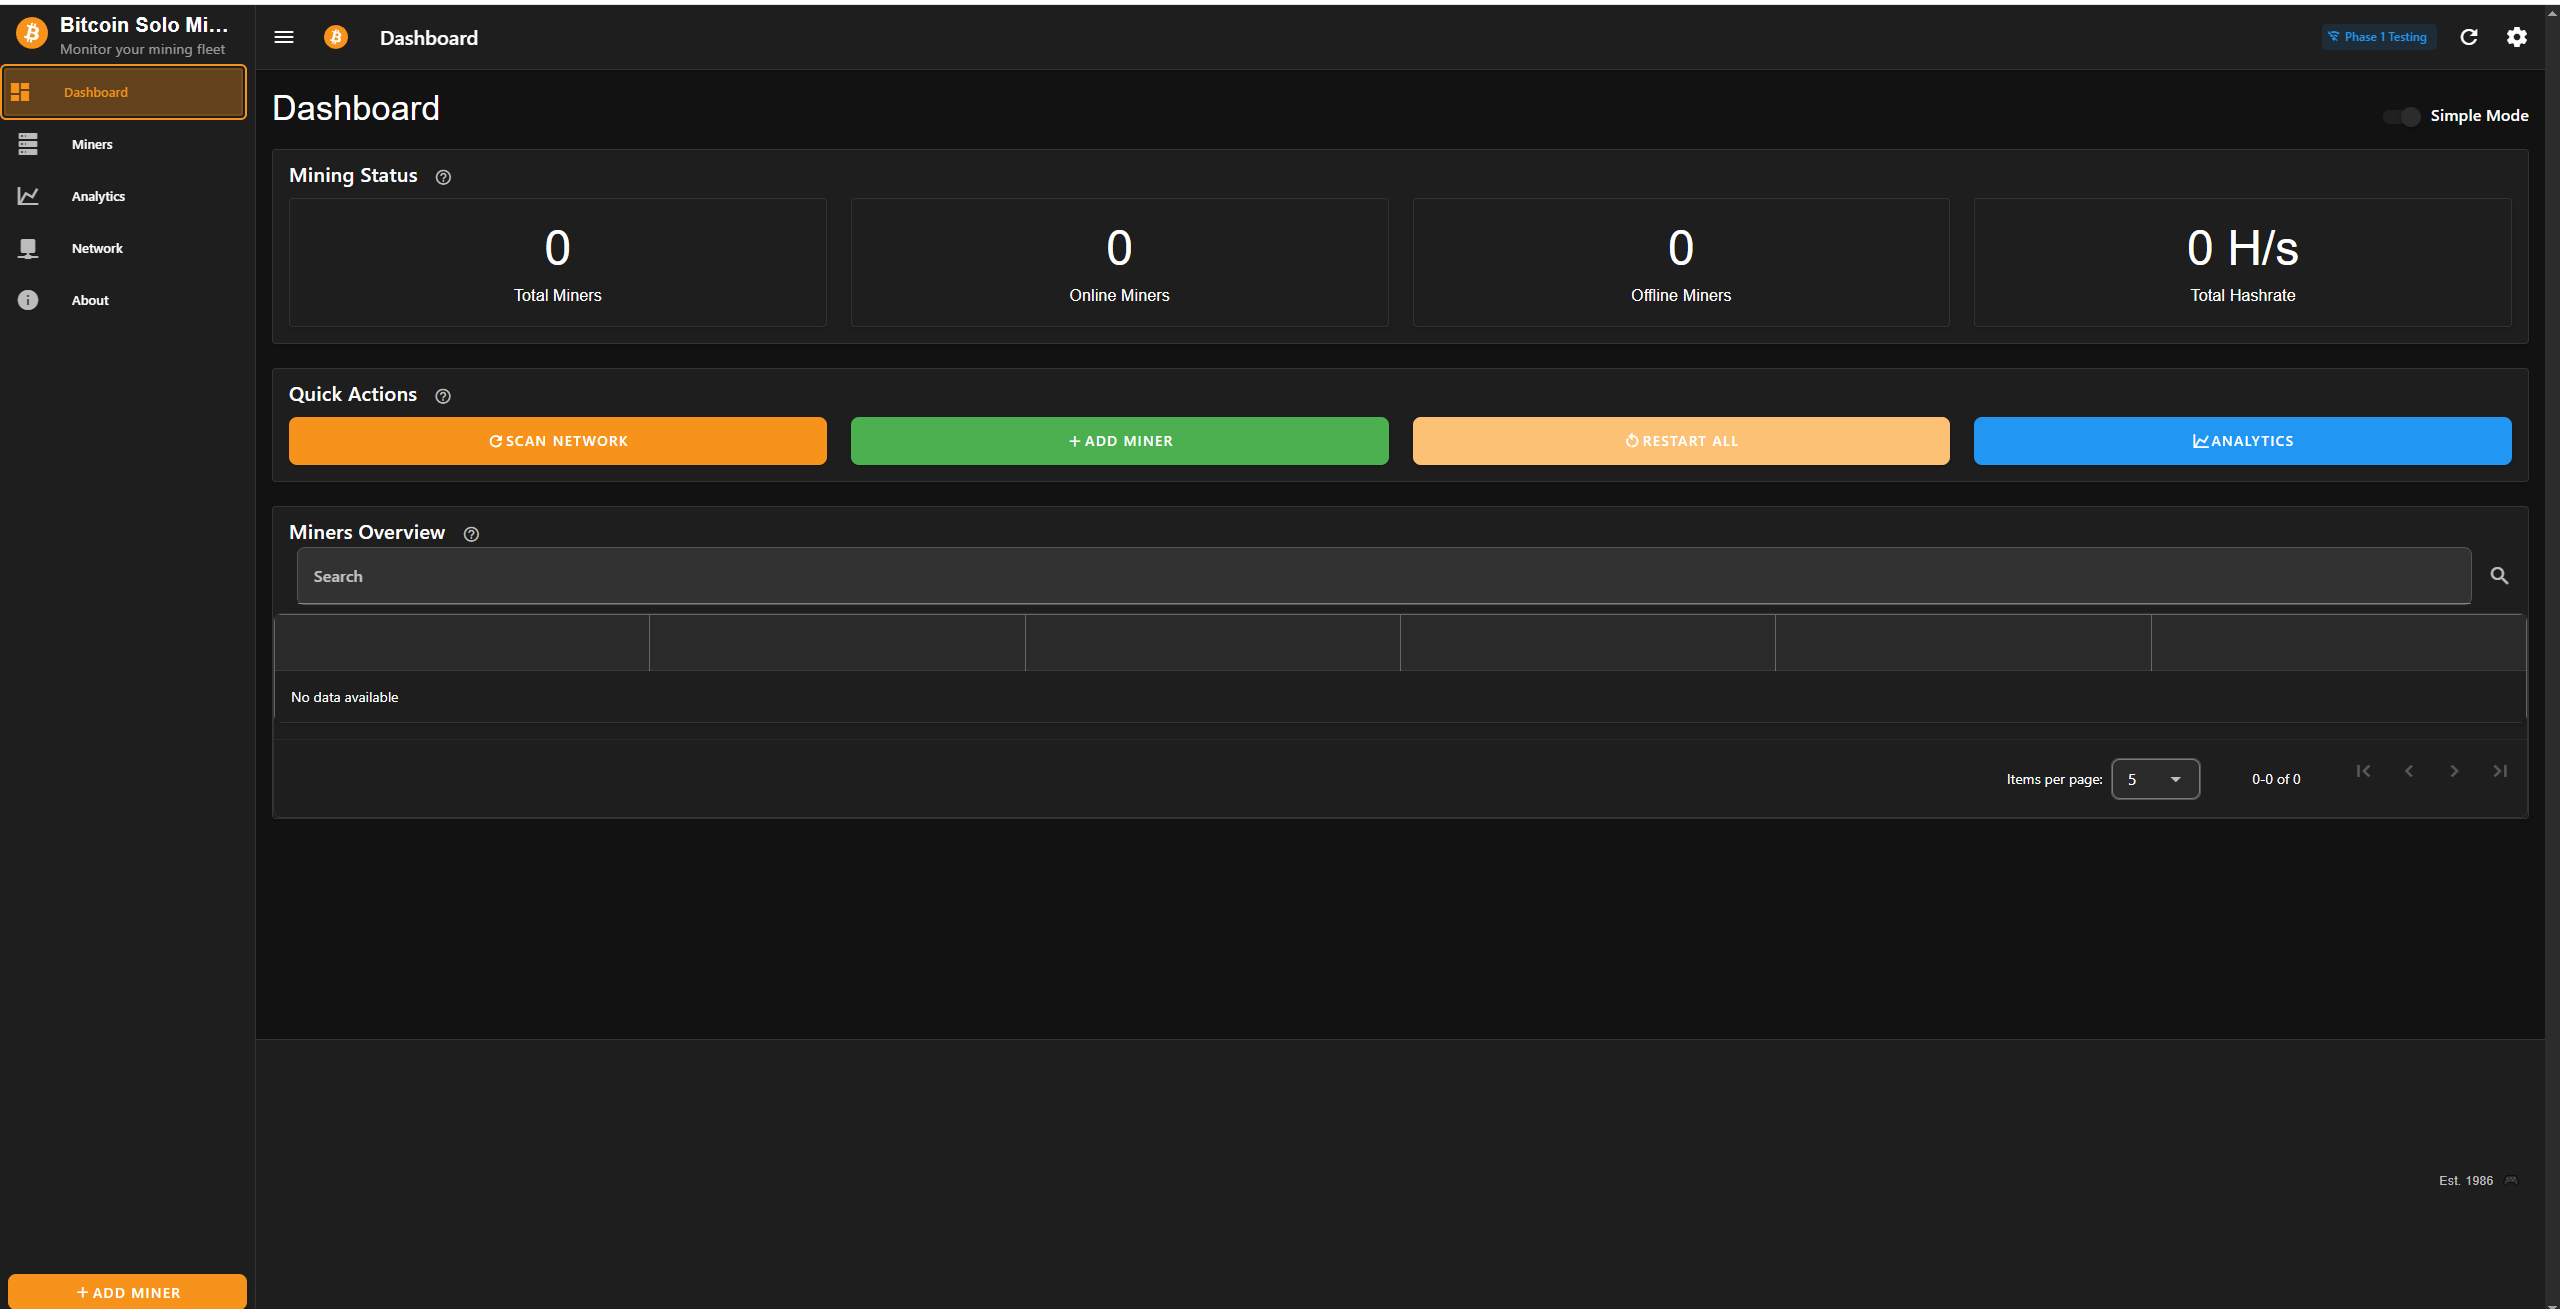 Bitcoin Solo Mi...
Monitor your mining fleet
Dashboard
Miners
Analytics
Network
About
+ ADD MINER
Dashboard
Phase 1 Testing
Dashboard
Simple Mode
Mining Status
0
Total Miners
0
Online Miners
0
Offline Miners
0 H/s
Total Hashrate
Quick Actions
SCAN NETWORK
+ ADD MINER
RESTART ALL
ANALYTICS
Miners Overview
Search
No data available
Items per page: 5 0-0 of 0
Est. 1986